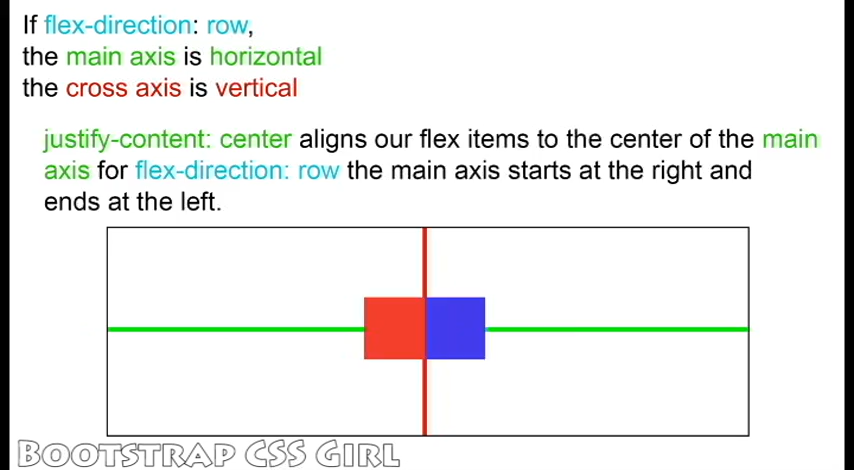 If flex-direction: row,
the main axis is horizontal
the cross axis is vertical
justify-content: center aligns our flex items to the center of the main
axis for flex-direction: row the main axis starts at the right and
ends at the left.
BOOTSTRAP CSS GIRL